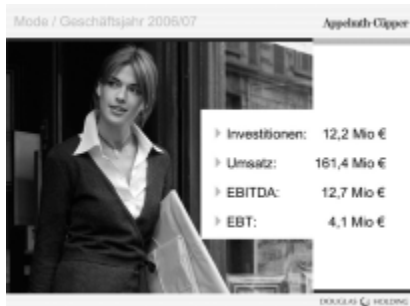 Mode / Geschäftsjahr 2006/07
Appelrath-Cüpper
Investitionen: 12,2 Mio €
Umsatz: 161,4 Mio €
EBITDA: 12,7 Mio €
EBT: 4,1 Mio €
DOUGLAS HOLDING